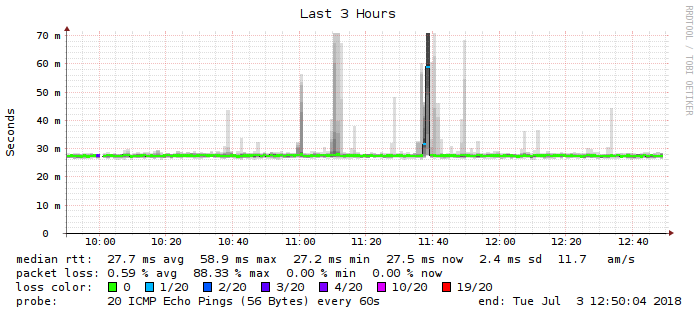 Last 3 Hours
RRDTOOL / TOBI OETIKER
Seconds
70 m
60 m
50 m
40 m
30 m
20 m
10 m
0
10:00 10:20 10:40 11:00 11:20 11:40 12:00 12:20 12:40
median rtt: 27.7 ms avg 58.9 ms max 27.2 ms min 27.5 ms now 2.4 ms sd 11.7 am/s
packet loss: 0.59 % avg 88.33 % max 0.00 % min 0.00 % now
loss color: 0 1/20 2/20 3/20 4/20 10/20 19/20
probe: 20 ICMP Echo Pings (56 Bytes) every 60s end: Tue Jul 3 12:50:04 2018